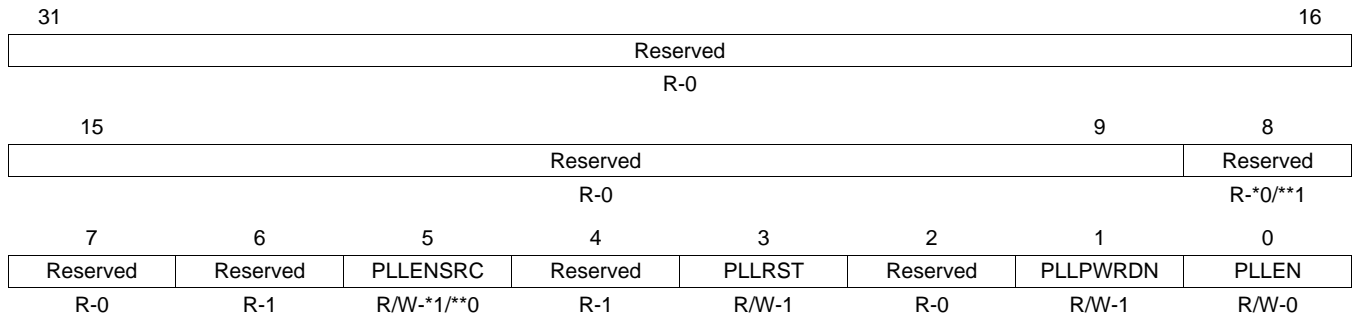 31 16
Reserved
R-0
15 9 8
Reserved Reserved
R-0 R-*0/**1
7 6 5 4 3 2 1 0
Reserved Reserved PLLENSRC Reserved PLLRST Reserved PLLPWRDN PLLEN
R-0 R-1 R/W-*1/**0 R-1 R/W-1 R-0 R/W-1 R/W-0